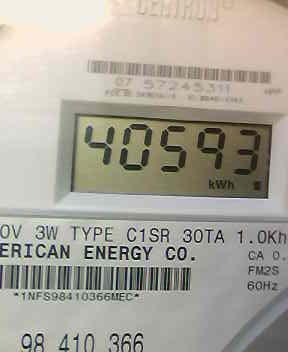 CENTRON®
07 57245311
40593
kWh
0V 3W TYPE C1SR 30TA 1.0Kh
ERICAN ENERGY CO.
CA 0.
FM2S
*1NFS98410366MEC*
60Hz
98 410 366